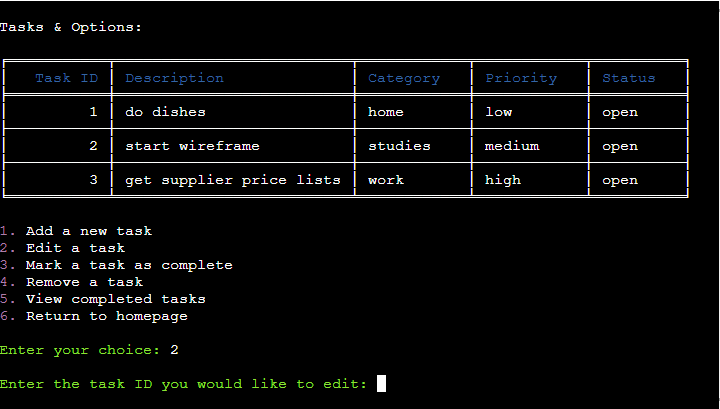 Tasks & Options:
Task ID Description Category Priority Status
1 do dishes home low open
2 start wireframe studies medium open
3 get supplier price lists work high open
1. Add a new task
2. Edit a task
3. Mark a task as complete
4. Remove a task
5. View completed tasks
6. Return to homepage
Enter your choice: 2
Enter the task ID you would like to edit: